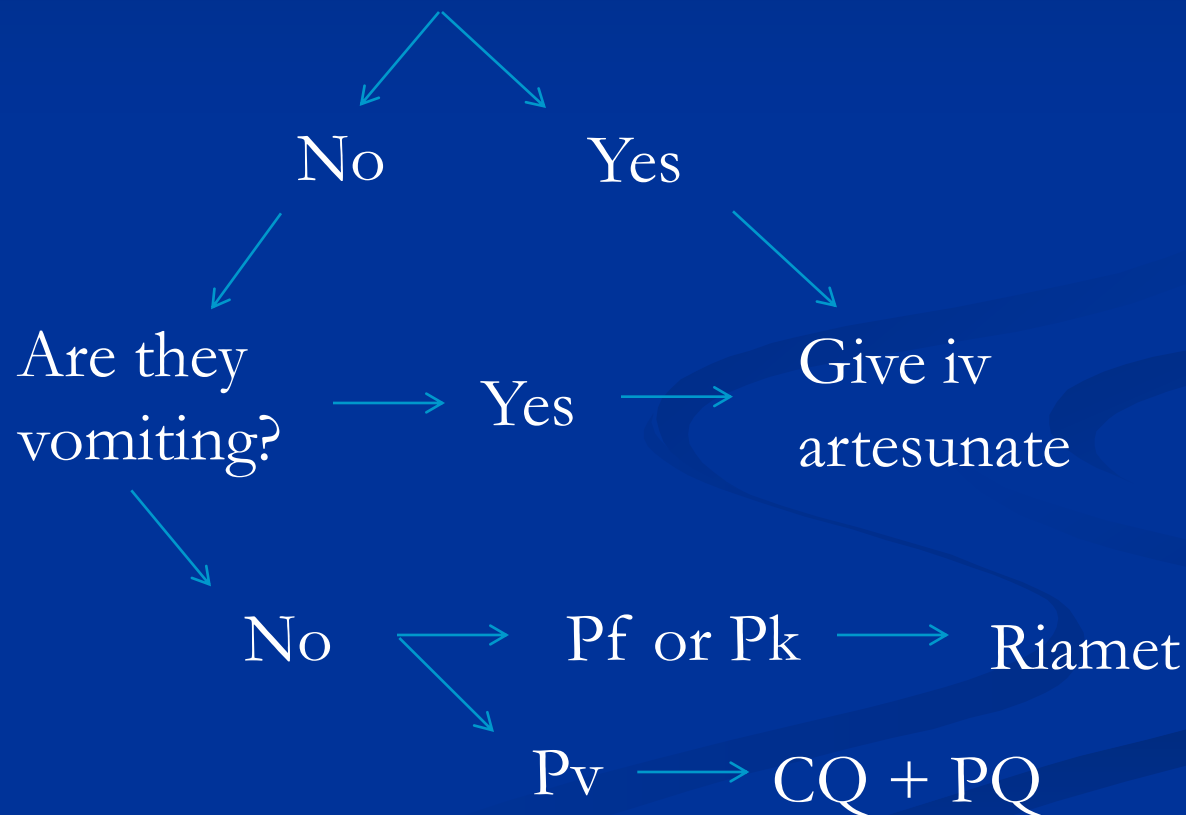 No
Yes
Are they
vomiting?
Yes
Give iv
artesunate
No
Pf or Pk
Riamet
Pv
CQ + PQ